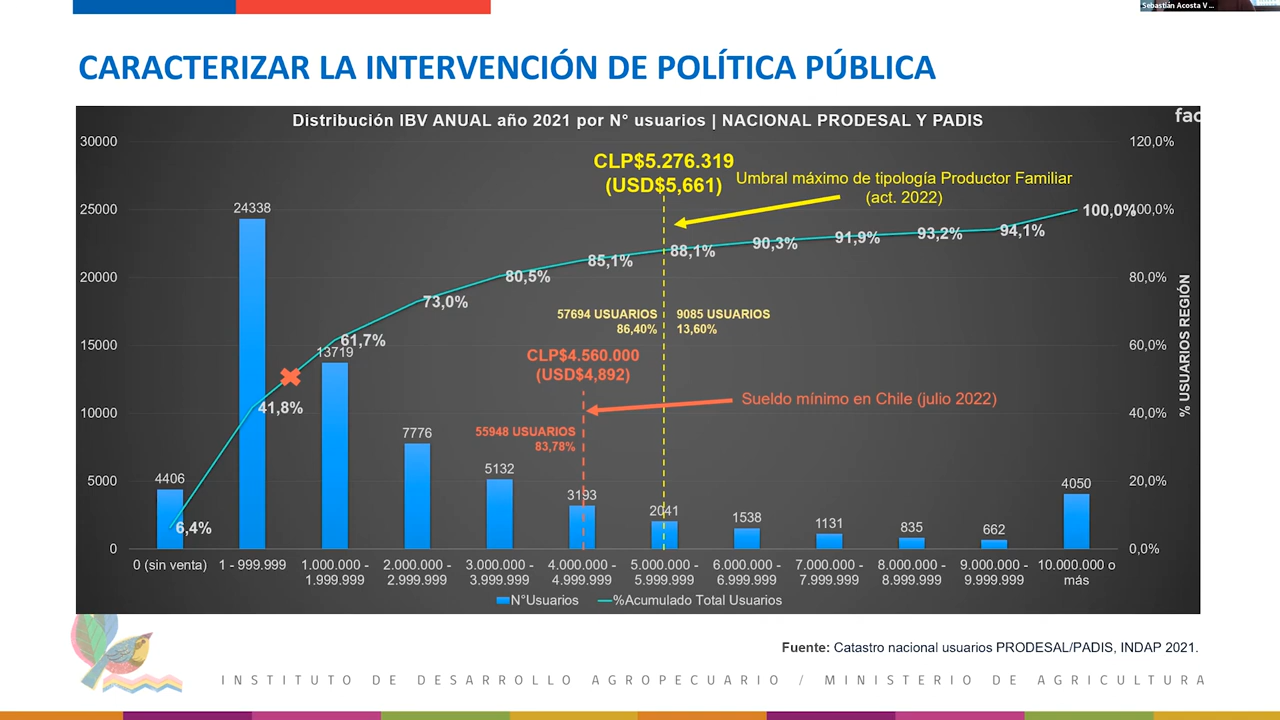 Sebastián Acosta V...
CARACTERIZAR LA INTERVENCIÓN DE POLÍTICA PÚBLICA
Distribución IBV ANUAL año 2021 por N° usuarios | NACIONAL PRODESAL Y PADIS
fac
30000
25000
20000
15000
10000
5000
0
120,0%
100,0%
80,0%
60,0%
40,0%
20,0%
0,0%
% USUARIOS REGIÓN
CLP$5.276.319
(USD$5,661)
Umbral máximo de tipología Productor Familiar
(act. 2022)
57694 USUARIOS
86,40%
9085 USUARIOS
13,60%
CLP$4.560.000
(USD$4,892)
Sueldo mínimo en Chile (julio 2022)
55948 USUARIOS
83,78%
4406
24338
13719
7776
5132
3193
2041
1538
1131
835
662
4050
6,4%
41,8%
61,7%
73,0%
80,5%
85,1%
88,1%
90,3%
91,9%
93,2%
94,1%
100,0%
0 (sin venta)
1 - 999.999
1.000.000 -
1.999.999
2.000.000 -
2.999.999
3.000.000 -
3.999.999
4.000.000 -
4.999.999
5.000.000 -
5.999.999
6.000.000 -
6.999.999
7.000.000 -
7.999.999
8.000.000 -
8.999.999
9.000.000 -
9.999.999
10.000.000 o
más
N°Usuarios
%Acumulado Total Usuarios
Fuente: Catastro nacional usuarios PRODESAL/PADIS, INDAP 2021.
INSTITUTO DE DESARROLLO AGROPECUARIO / MINISTERIO DE AGRICULTURA